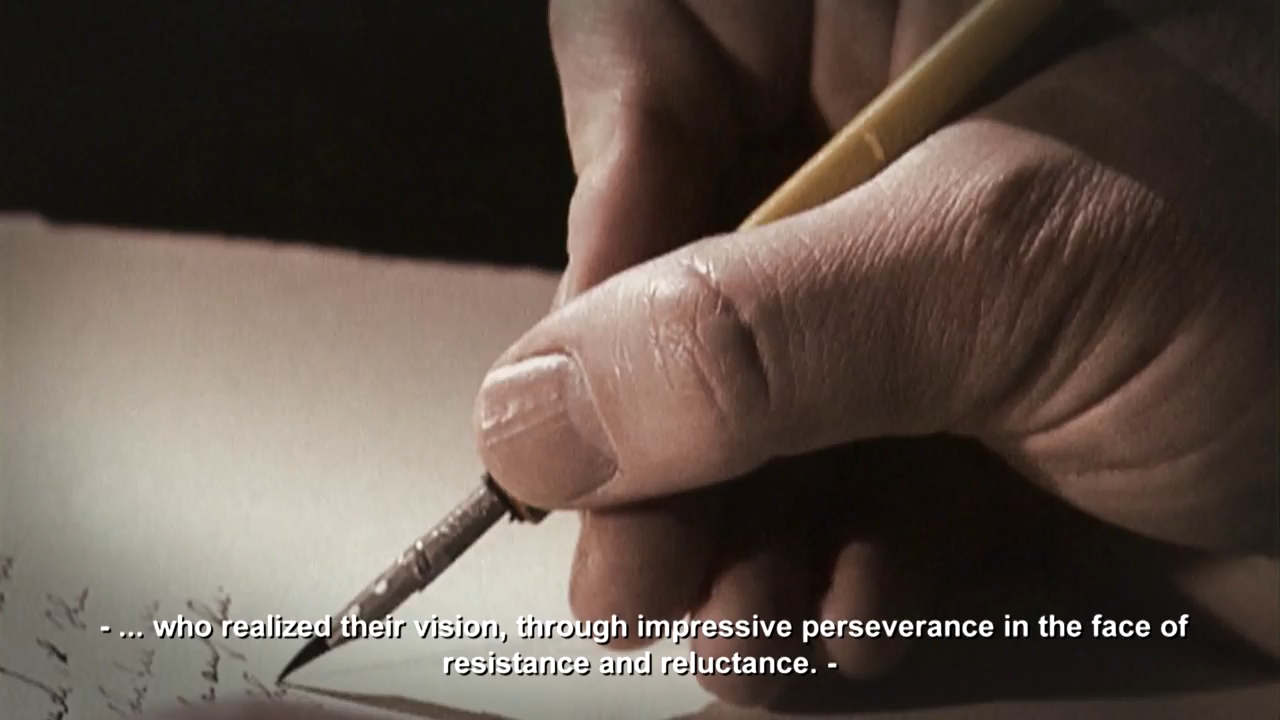 - ... who realized their vision, through impressive perseverance in the face of
resistance and reluctance. -